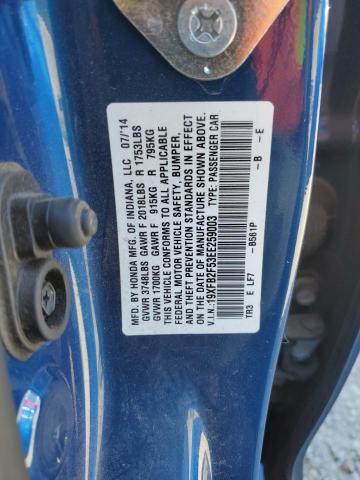 MFD. BY HONDA MFG. OF INDIANA, LLC 07/'14
GVWR 3748LBS GAWR F 2018LBS R 1753LBS
GVWR 1700KG GAWR F 915KG R 795KG
THIS VEHICLE CONFORMS TO ALL APPLICABLE
FEDERAL MOTOR VEHICLE SAFETY, BUMPER,
AND THEFT PREVENTION STANDARDS IN EFFECT
ON THE DATE OF MANUFACTURE SHOWN ABOVE.
V.I.N.: 19XFB2F55EE259003 TYPE: PASSENGER CAR
TR3 E LF7 -B561P -B -E